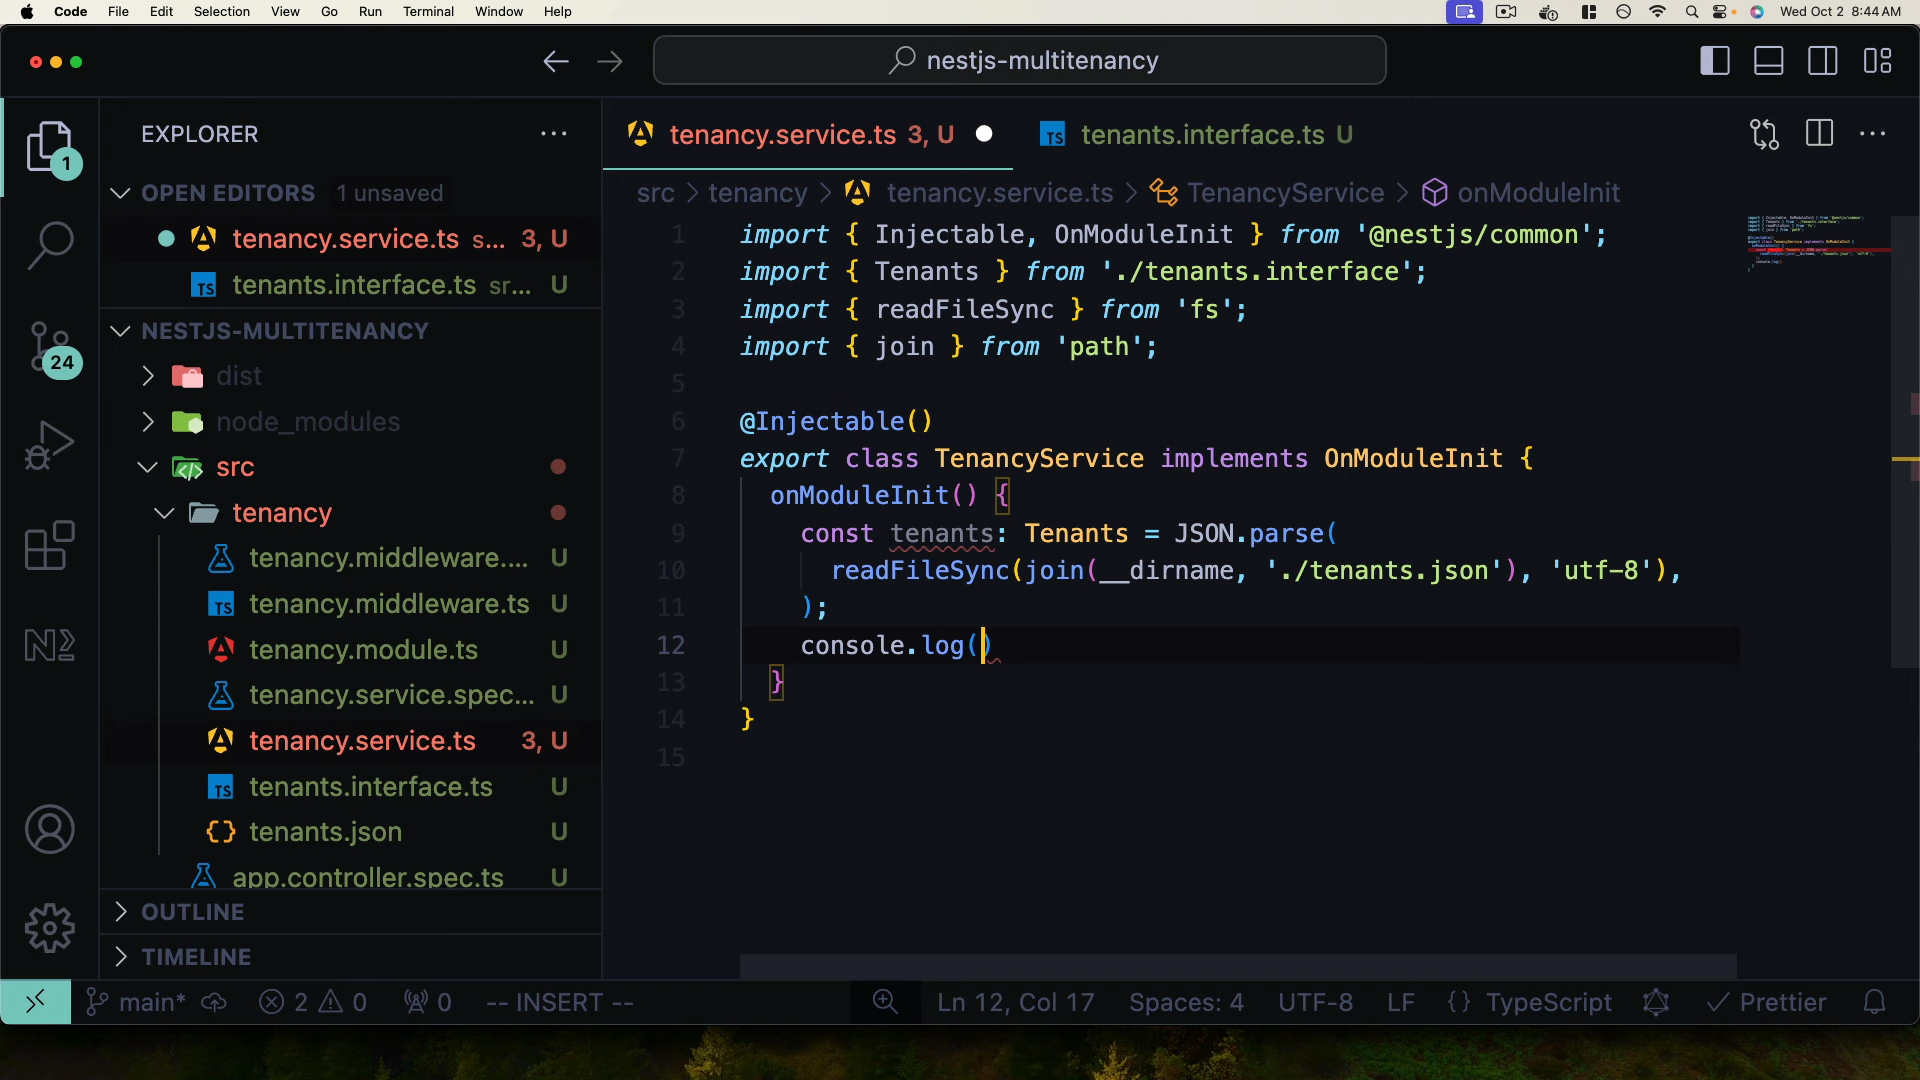 Code File Edit Selection View Go Run Terminal Window Help Wed Oct 2 8:44 AM
nestjs-multitenancy
EXPLORER
tenancy.service.ts 3, U
tenants.interface.ts U
OPEN EDITORS 1 unsaved
src > tenancy > tenancy.service.ts > TenancyService > onModuleInit
tenancy.service.ts s... 3, U
tenants.interface.ts sr... U
NESTJS-MULTITENANCY
dist
node_modules
src
tenancy
tenancy.middleware.... U
tenancy.middleware.ts U
tenancy.module.ts U
tenancy.service.spec... U
tenancy.service.ts 3, U
tenants.interface.ts U
tenants.json U
app.controller.spec.ts U
OUTLINE
TIMELINE
1
24
1 import { Injectable, OnModuleInit } from '@nestjs/common';
2 import { Tenants } from './tenants.interface';
3 import { readFileSync } from 'fs';
4 import { join } from 'path';
5
6 @Injectable()
7 export class TenancyService implements OnModuleInit {
8 onModuleInit() {
9 const tenants: Tenants = JSON.parse(
10 readFileSync(join(__dirname, './tenants.json'), 'utf-8'),
11 );
12 console.log()
13 }
14 }
15
main* 2 0 0 -- INSERT -- Ln 12, Col 17 Spaces: 4 UTF-8 LF {} TypeScript Prettier